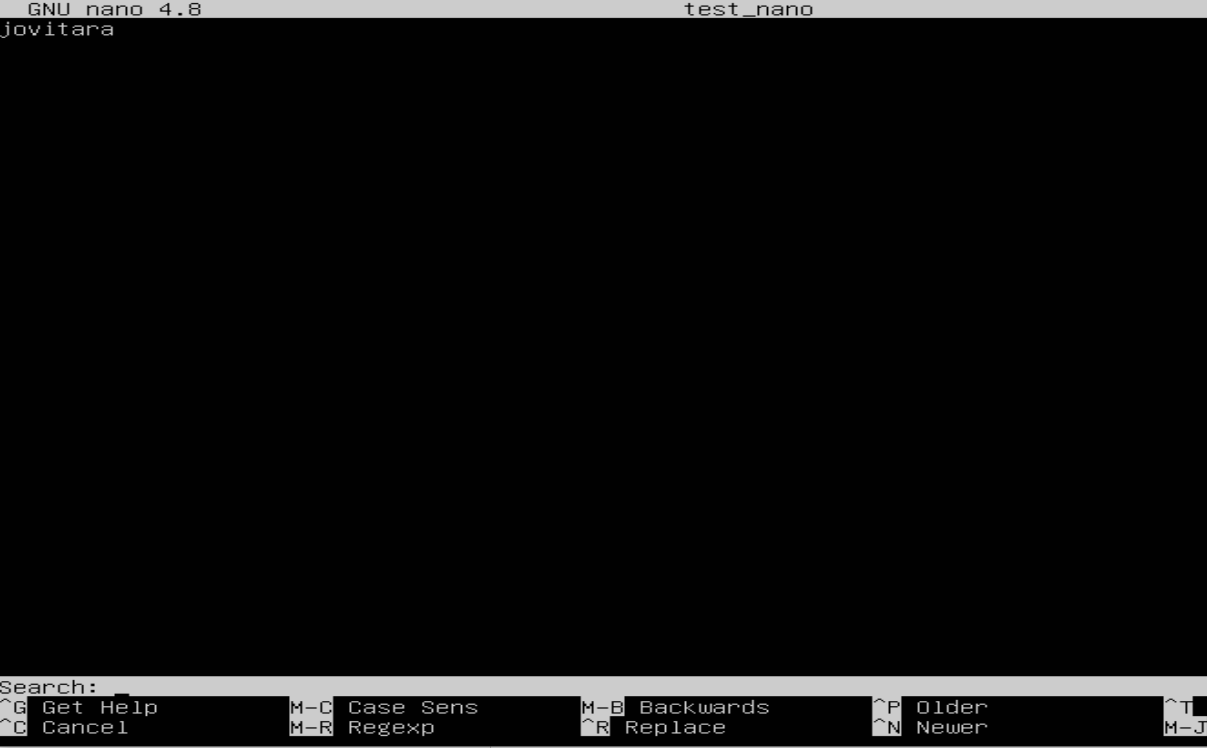 GNU nano 4.8 test_nano
jovitara
Search:
^G Get Help M-C Case Sens M-B Backwards ^P Older ^T
^C Cancel M-R Regexp ^R Replace ^N Newer M-J